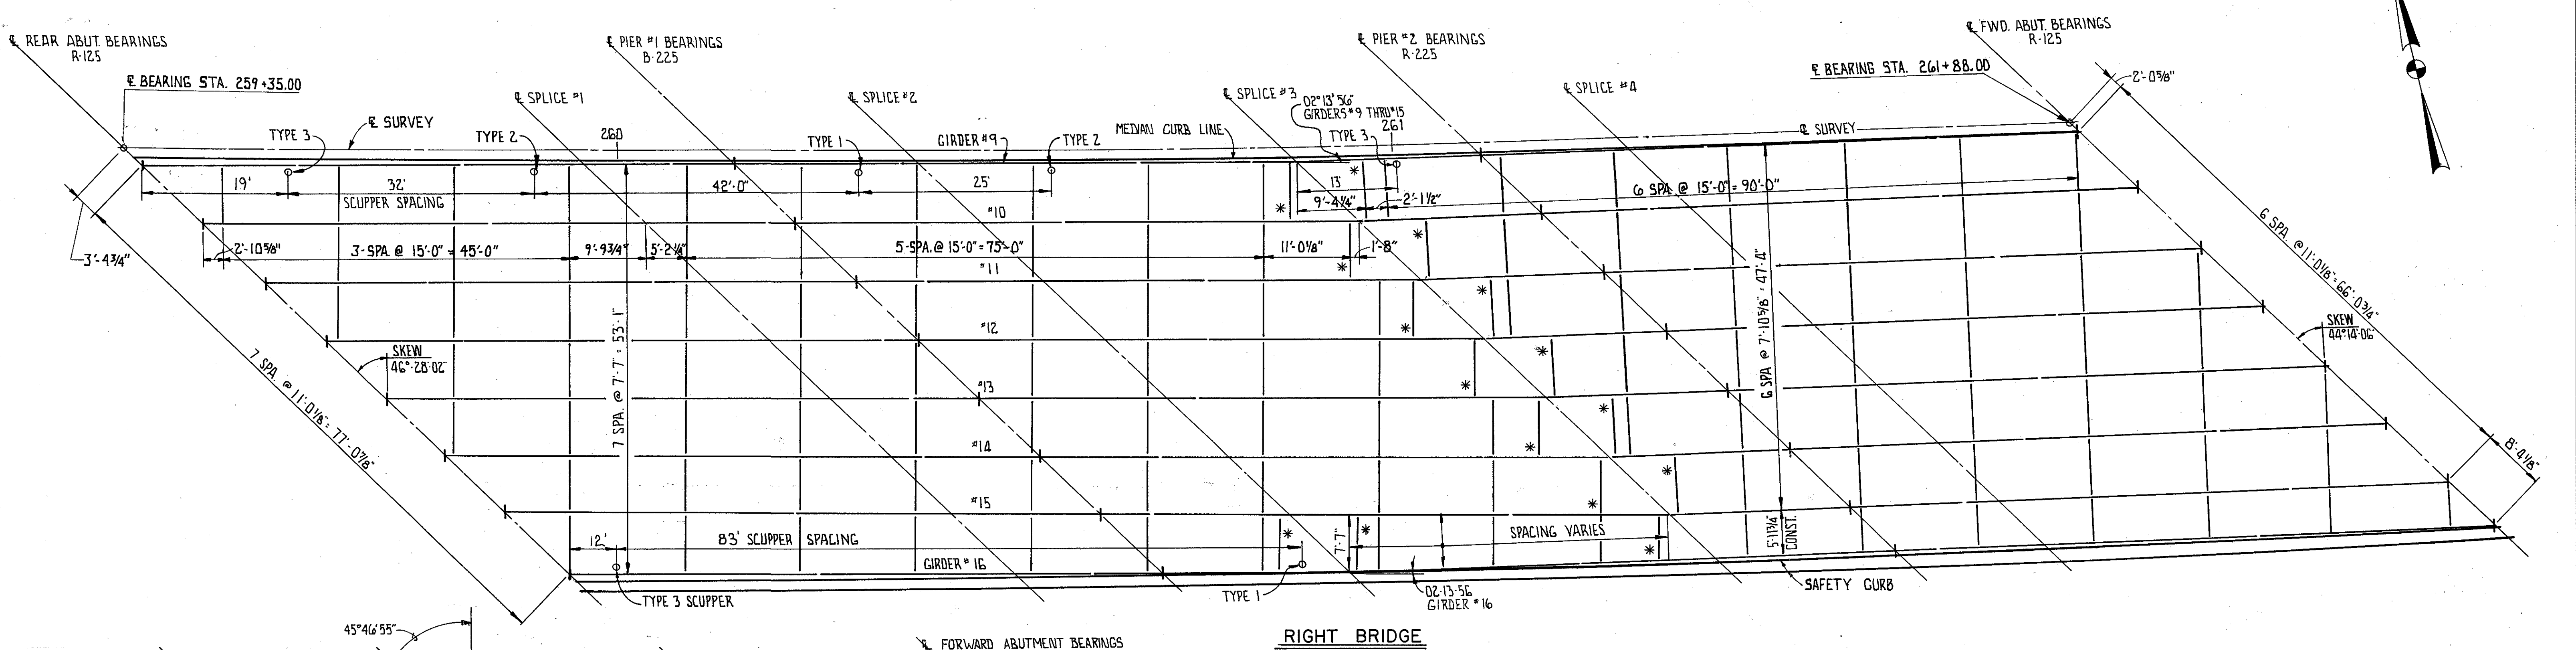 ℄ REAR ABUT. BEARINGS
R-125
℄ PIER #1 BEARINGS
B-225
℄ PIER #2 BEARINGS
R-225
℄ FWD. ABUT. BEARINGS
R-125
℄ BEARING STA. 259+35.00
℄ BEARING STA. 261+88.00
2'-0⅝"
℄ SPLICE #1
℄ SPLICE #2
℄ SPLICE #3
℄ SPLICE #4
02°13'56"
GIRDERS #9 THRU #15
TYPE 3
℄ SURVEY
TYPE 2
260
TYPE 1
GIRDER #9
TYPE 2
MEDIAN CURB LINE
TYPE 3
261
℄ SURVEY
19'
32'
SCUPPER SPACING
42'-0"
25'
13'
9'-4¼"
2'-1½"
6 SPA @ 15'-0" = 90'-0"
#10
3'-4¾"
2'-10⅝"
3-SPA. @ 15'-0" = 45'-0"
9'-9¾"
5'-2¼"
5-SPA. @ 15'-0" = 75'-0"
11'-0⅛"
1'-8"
#11
6 SPA. @ 11'-0⅛" = 66'-0¾"
#12
7 SPA. @ 7'-7" = 53'-1"
6 SPA @ 7'-10⅝" = 47'-4"
SKEW
46°-28'-02"
SKEW
44°-14'-06"
7 SPA. @ 11'-0⅛" = 77'-0⅞"
#13
#14
8'-4⅛"
#15
12'
83' SCUPPER SPACING
7'-7"
SPACING VARIES
5'-11¾"
CONST.
GIRDER #16
TYPE 3 SCUPPER
TYPE 1
02-13-56
GIRDER #16
SAFETY CURB
45°46'55"
℄ FORWARD ABUTMENT BEARINGS
RIGHT BRIDGE